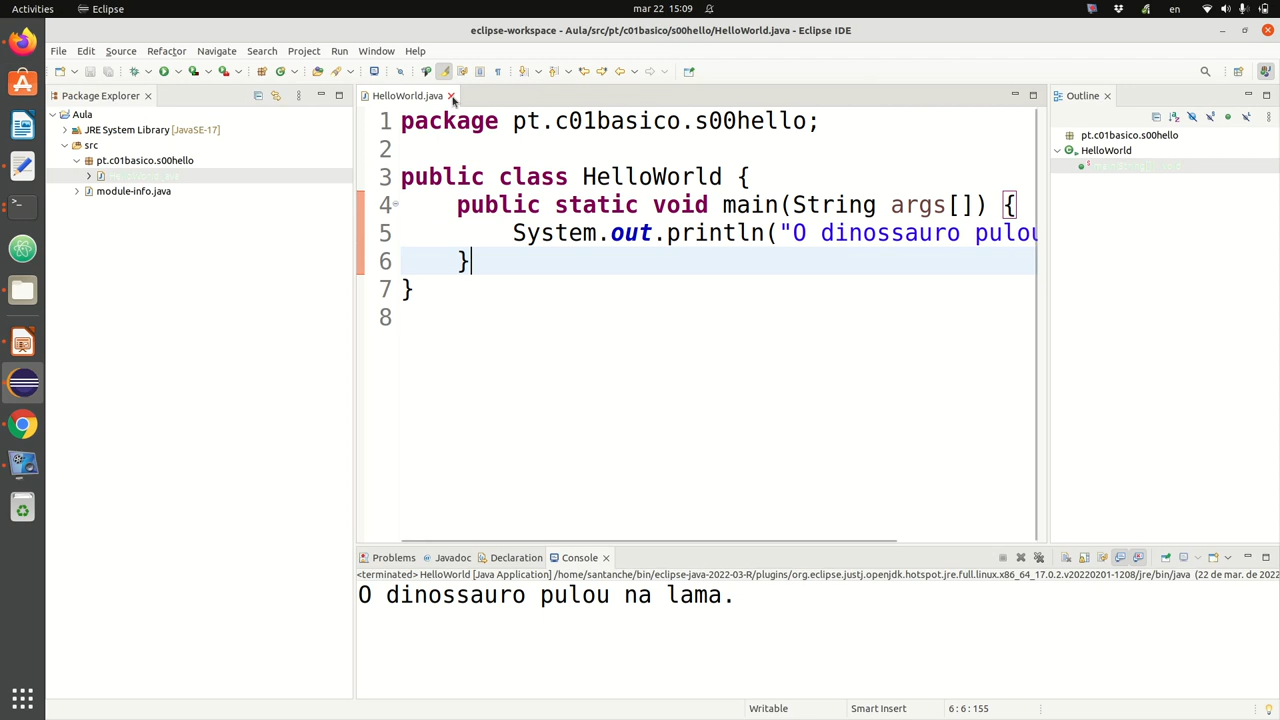 Activities
Eclipse
mar 22 15:09
en
eclipse-workspace - Aula/src/pt/c01basico/s00hello/HelloWorld.java - Eclipse IDE
File Edit Source Refactor Navigate Search Project Run Window Help
Package Explorer
Aula
JRE System Library [JavaSE-17]
src
pt.c01basico.s00hello
module-info.java
HelloWorld.java
1 package pt.c01basico.s00hello;
2
3 public class HelloWorld {
4 public static void main(String args[]) {
5 System.out.println("O dinossauro pulou
6 }
7 }
8
Outline
pt.c01basico.s00hello
HelloWorld
Problems Javadoc Declaration Console
<terminated> HelloWorld [Java Application] /home/santanche/bin/eclipse-java-2022-03-R/plugins/org.eclipse.justj.openjdk.hotspot.jre.full.linux.x86_64_17.0.2.v20220201-1208/jre/bin/java (22 de mar. de 2022
O dinossauro pulou na lama.
Writable Smart Insert 6 : 6 : 155